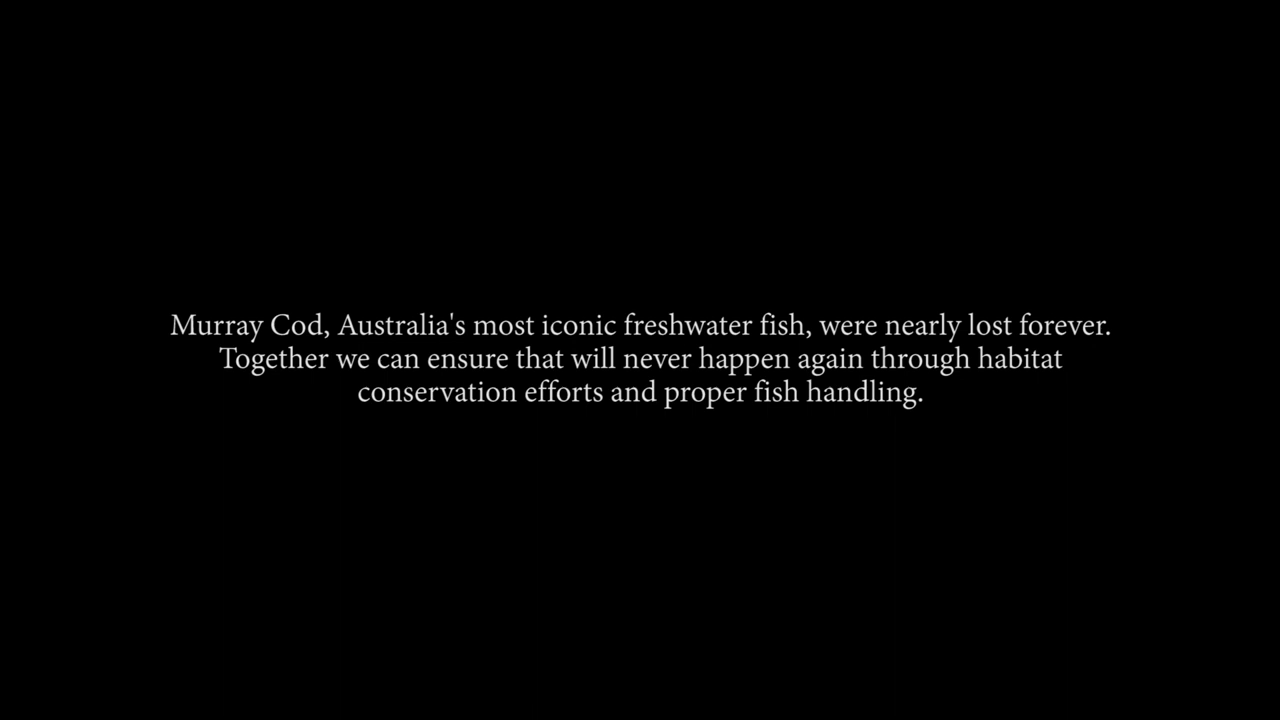 Murray Cod, Australia's most iconic freshwater fish, were nearly lost forever.
Together we can ensure that will never happen again through habitat
conservation efforts and proper fish handling.